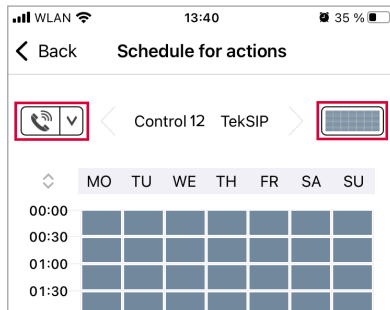 WLAN 13:40 35 %
Back Schedule for actions
Control 12 TekSIP
MO TU WE TH FR SA SU
00:00
00:30
01:00
01:30